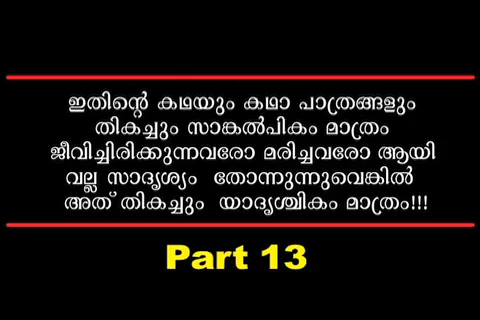 ഇതിന്റെ കഥയും കഥാ പാത്രങ്ങളും
തികച്ചും സാങ്കൽപികം മാത്രം
ജീവിച്ചിരിക്കുന്നവരോ മരിച്ചവരോ ആയി
വല്ല സാദൃശ്യം തോന്നുന്നുവെങ്കിൽ
അത് തികച്ചും യാദൃശ്ചികം മാത്രം!!!
Part 13